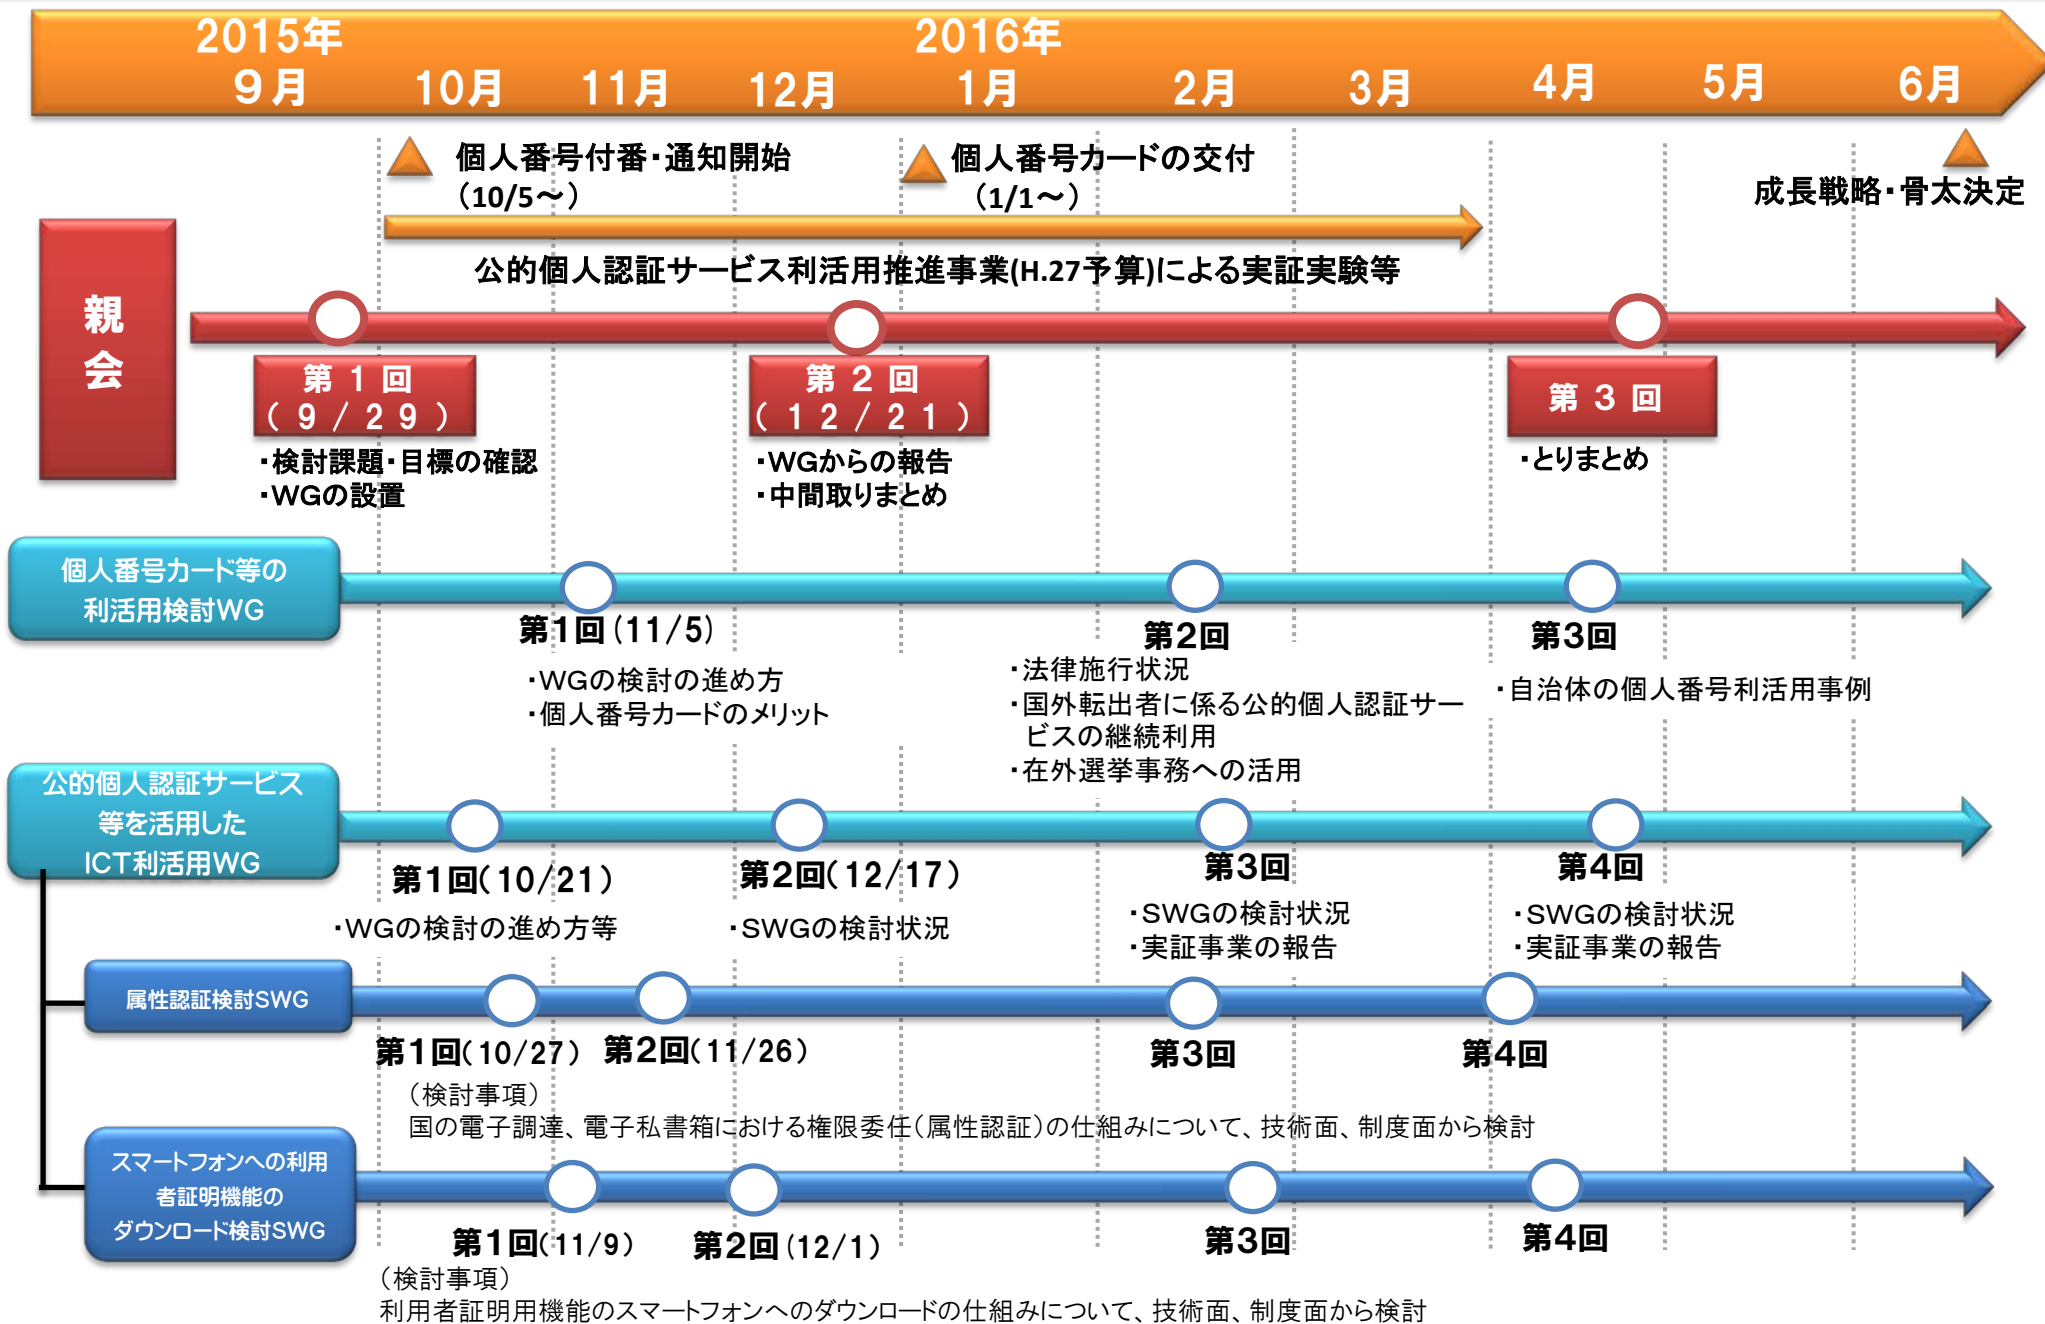 2015年
2016年
9月 10月 11月 12月 1月 2月 3月 4月 5月 6月
個人番号付番・通知開始
(10/5～)
個人番号カードの交付
(1/1～)
成長戦略・骨太決定
公的個人認証サービス利活用推進事業(H.27予算)による実証実験等
親
会
第1回
(9/29)
・検討課題・目標の確認
・WGの設置
第2回
(12/21)
・WGからの報告
・中間取りまとめ
第3回
・とりまとめ
個人番号カード等の
利活用検討WG
第1回(11/5)
・WGの検討の進め方
・個人番号カードのメリット
第2回
・法律施行状況
・国外転出者に係る公的個人認証サー
ビスの継続利用
・在外選挙事務への活用
第3回
・自治体の個人番号利活用事例
公的個人認証サービス
等を活用した
ICT利活用WG
第1回(10/21)
・WGの検討の進め方等
第2回(12/17)
・SWGの検討状況
第3回
・SWGの検討状況
・実証事業の報告
第4回
・SWGの検討状況
・実証事業の報告
属性認証検討SWG
第1回(10/27) 第2回(11/26) 第3回 第4回
(検討事項)
国の電子調達、電子私書箱における権限委任(属性認証)の仕組みについて、技術面、制度面から検討
スマートフォンへの利用
者証明機能の
ダウンロード検討SWG
第1回(11/9) 第2回(12/1) 第3回 第4回
(検討事項)
利用者証明用機能のスマートフォンへのダウンロードの仕組みについて、技術面、制度面から検討